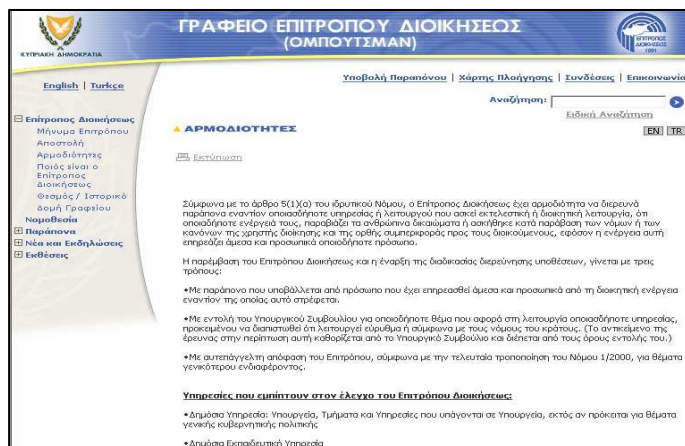 ΓΡΑΦΕΙΟ ΕΠΙΤΡΟΠΟΥ ΔΙΟΙΚΗΣΕΩΣ
(ΟΜΠΟΥΤΣΜΑΝ)
ΚΥΠΡΙΑΚΗ ΔΗΜΟΚΡΑΤΙΑ
ΕΠΙΤΡΟΠΟΣ
ΔΙΟΙΚΗΣΕΩΣ
1991
English | Turkçe
Υποβολή Παραπόνου | Χάρτης Πλοήγησης | Συνδέσεις | Επικοινωνία
Αναζήτηση:
Ειδική Αναζήτηση
EN TR
Επίτροπος Διοικήσεως
Μήνυμα Επιτρόπου
Αποστολή
Αρμοδιότητες
Ποιός είναι ο
Επίτροπος
Διοικήσεως
Θεσμός / Ιστορικό
Δομή Γραφείου
Νομοθεσία
Παράπονα
Νέα και Εκδηλώσεις
Εκθέσεις
ΑΡΜΟΔΙΟΤΗΤΕΣ
Εκτύπωση
Σύμφωνα με το άρθρο 5(1)(α) του ιδρυτικού Νόμου, ο Επίτροπος Διοικήσεως έχει αρμοδιότητα να διερευνά
παράπονα εναντίον οποιασδήποτε υπηρεσίας ή λειτουργού που ασκεί εκτελεστική ή διοικητική λειτουργία, ότι
οποιαδήποτε ενέργειά τους, παραβιάζει τα ανθρώπινα δικαιώματα ή ασκήθηκε κατά παράβαση των νόμων ή των
κανόνων της χρηστής διοίκησης και της ορθής συμπεριφοράς προς τους διοικούμενους, εφόσον η ενέργεια αυτή
επηρεάζει άμεσα και προσωπικά οποιοδήποτε πρόσωπο.
Η παρέμβαση του Επιτρόπου Διοικήσεως και η έναρξη της διαδικασίας διερεύνησης υποθέσεων, γίνεται με τρεις
τρόπους:
•Με παράπονο που υποβάλλεται από πρόσωπο που έχει επηρεασθεί άμεσα και προσωπικά από τη διοικητική ενέργεια
εναντίον της οποίας αυτό στρέφεται.
•Με εντολή του Υπουργικού Συμβουλίου για οποιοδήποτε θέμα που αφορά στη λειτουργία οποιασδήποτε υπηρεσίας,
προκειμένου να διαπιστωθεί ότι λειτουργεί εύρυθμα ή σύμφωνα με τους νόμους του κράτους. (Το αντικείμενο της
έρευνας στην περίπτωση αυτή καθορίζεται από το Υπουργικό Συμβούλιο και διέπεται από τους όρους εντολής του.)
•Με αυτεπάγγελτη απόφαση του Επιτρόπου, σύμφωνα με την τελευταία τροποποίηση του Νόμου 1/2000, για θέματα
γενικότερου ενδιαφέροντος.
Υπηρεσίες που εμπίπτουν στον έλεγχο του Επιτρόπου Διοικήσεως:
•Δημόσια Υπηρεσία: Υπουργεία, Τμήματα και Υπηρεσίες που υπάγονται σε Υπουργεία, εκτός αν πρόκειται για θέματα
γενικής κυβερνητικής πολιτικής
•Δημόσια Εκπαιδευτική Υπηρεσία